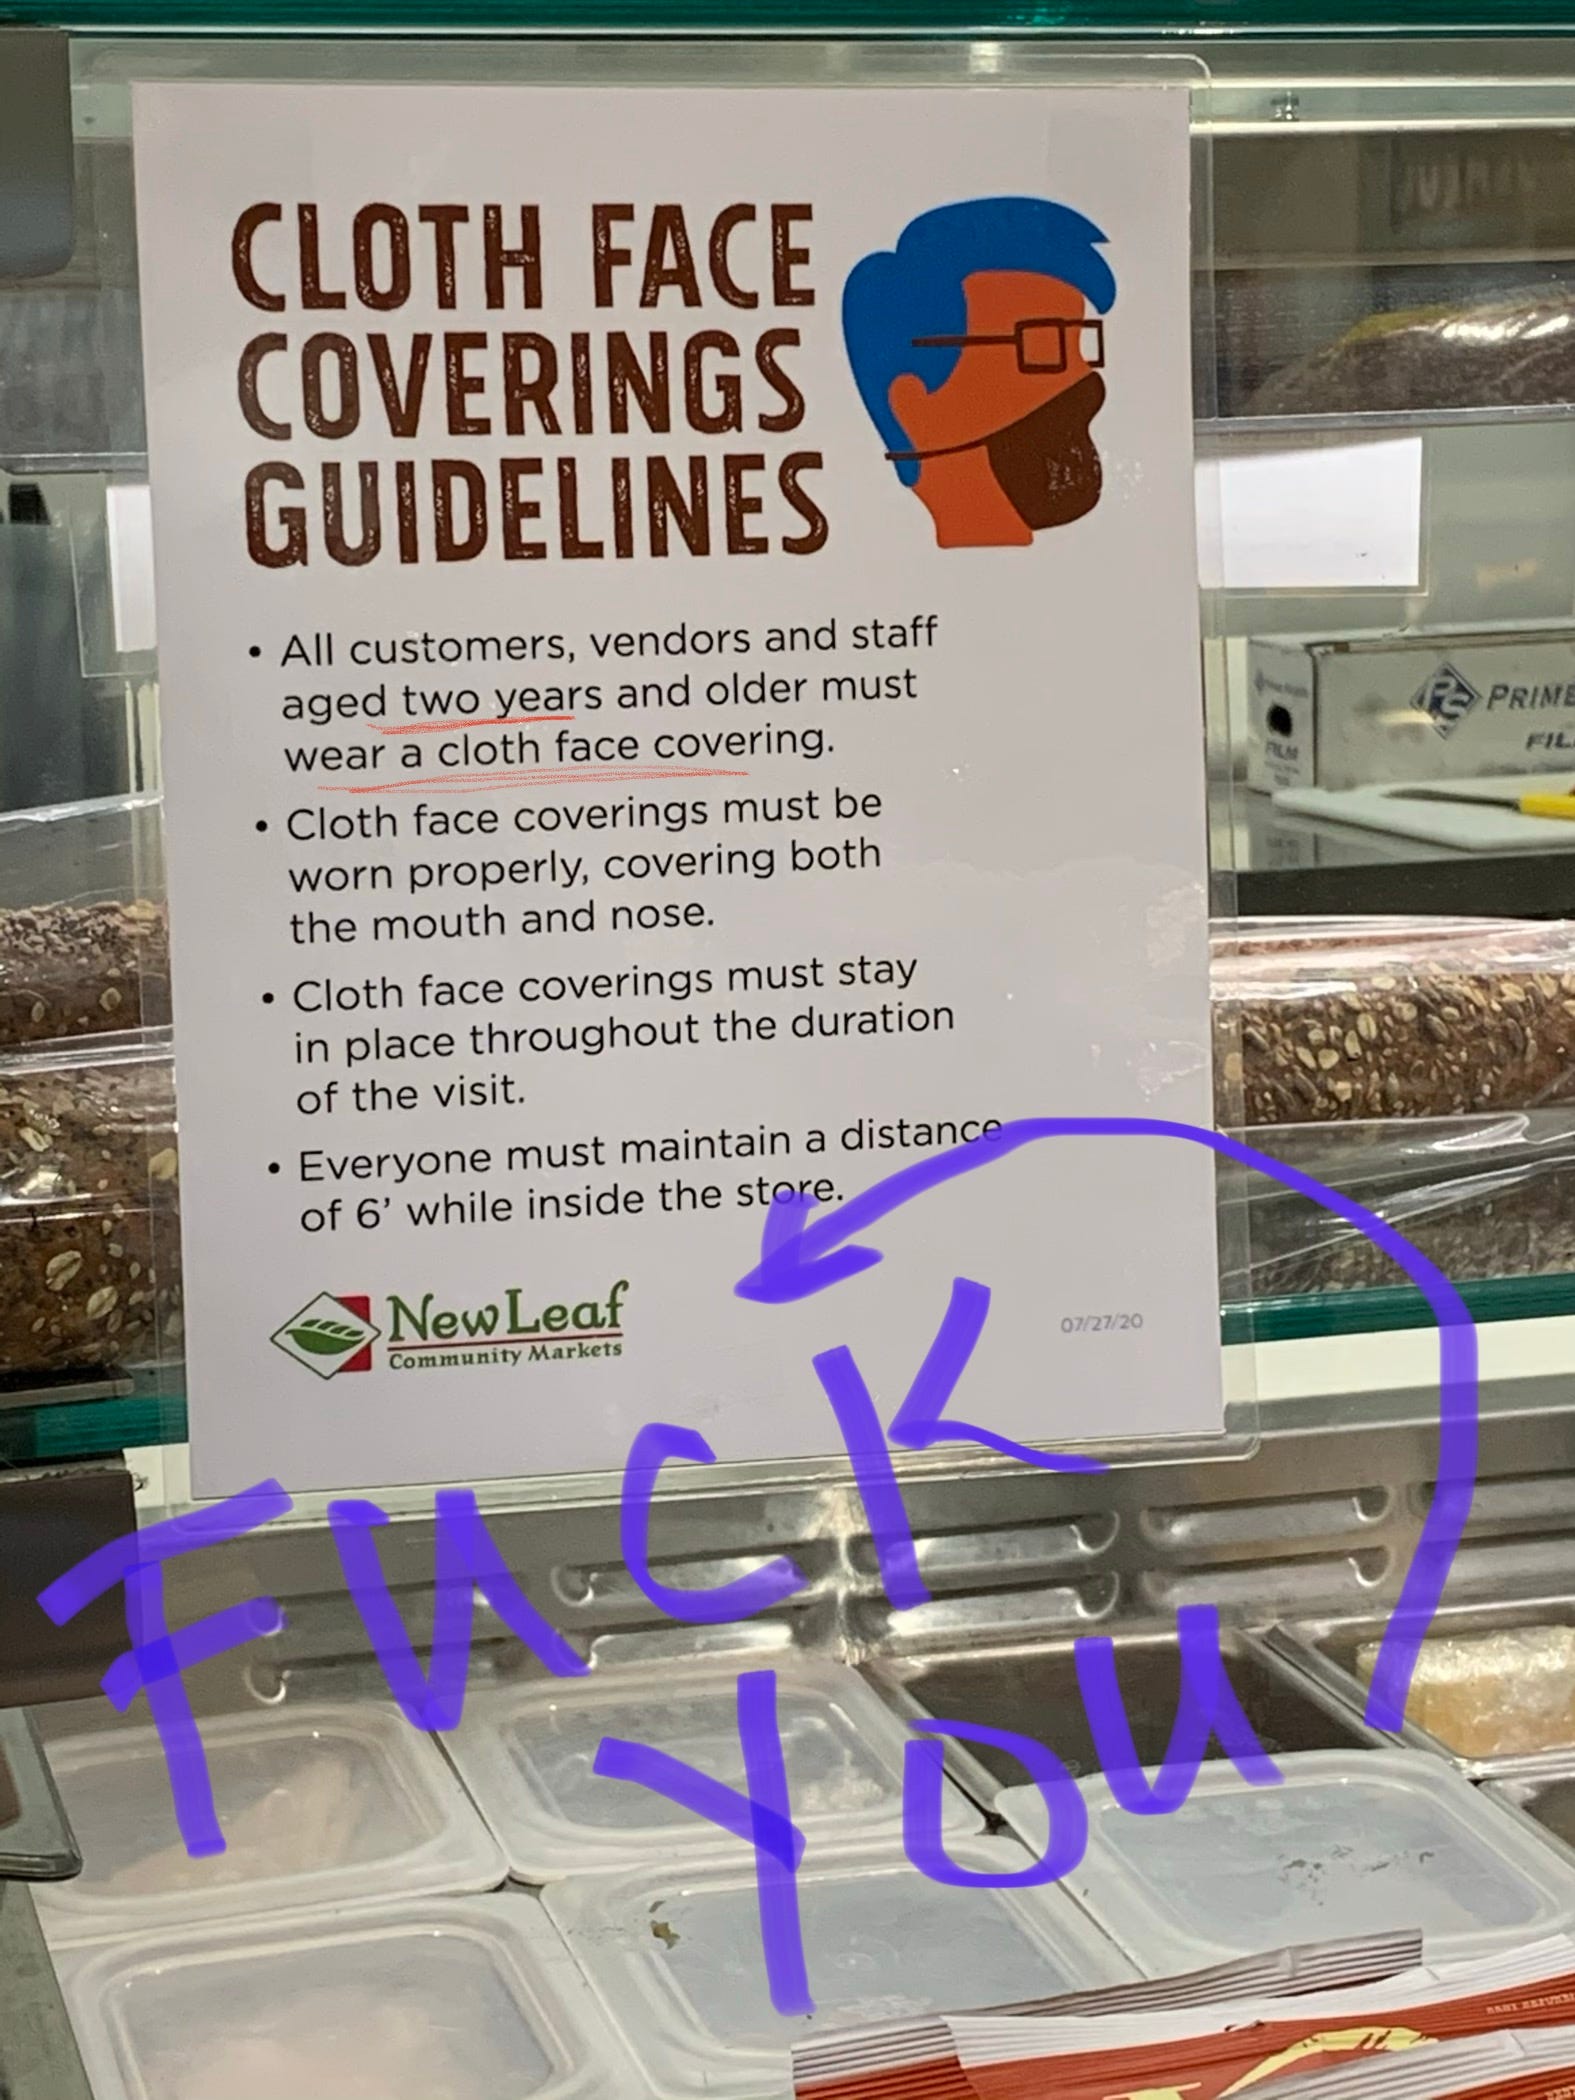 CLOTH FACE
COVERINGS
GUIDELINES
• All customers, vendors and staff
aged two years and older must
wear a cloth face covering.
• Cloth face coverings must be
worn properly, covering both
the mouth and nose.
• Cloth face coverings must stay
in place throughout the duration
of the visit.
• Everyone must maintain a distance
of 6' while inside the store.
New Leaf
Community Markets
07/27/20
FUCK
YOU
PRIME
FIL
FILM